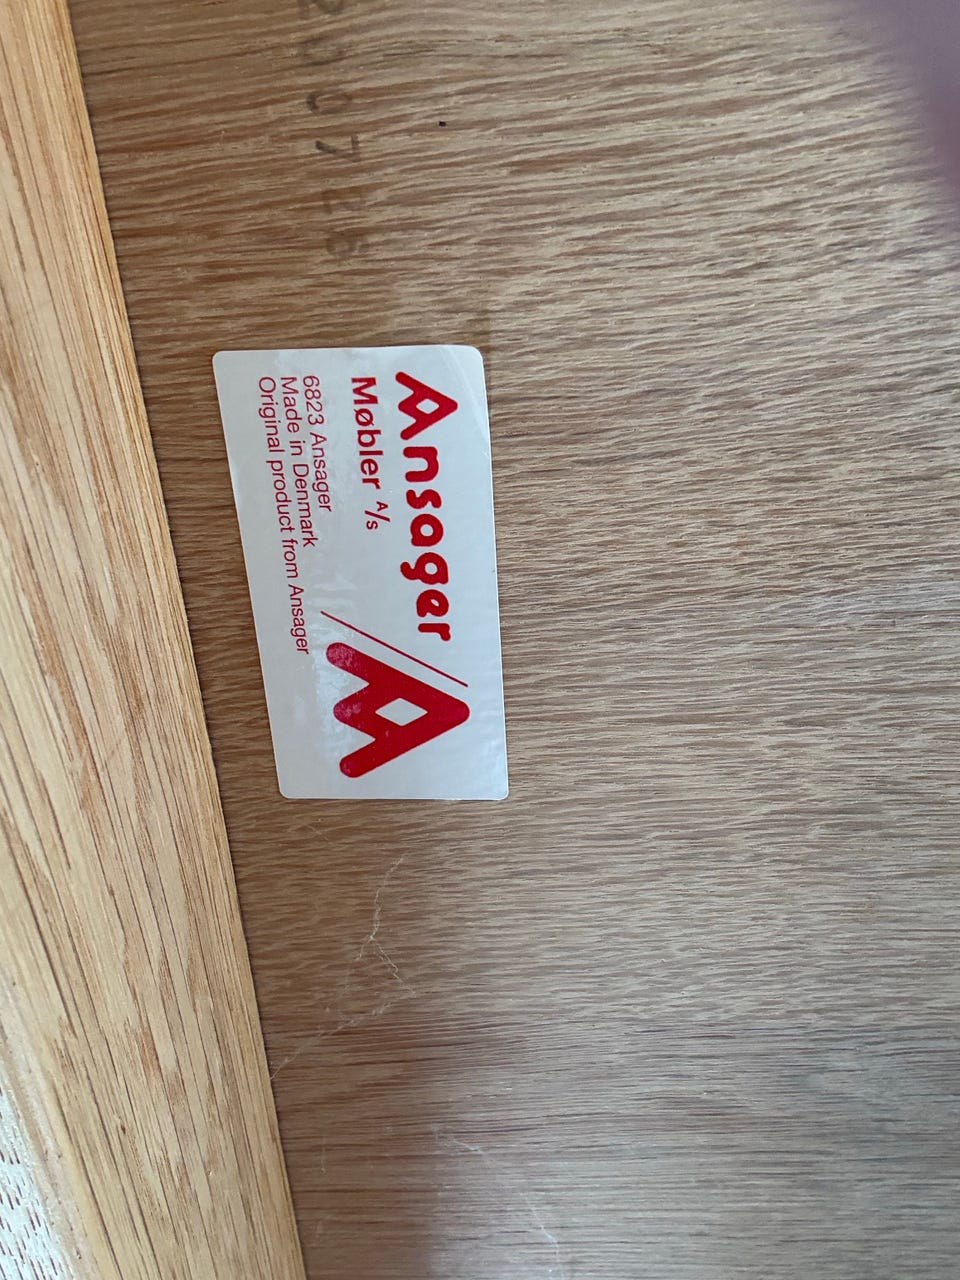 Ansager
Møbler A/s
6823 Ansager
Made in Denmark
Original product from Ansager